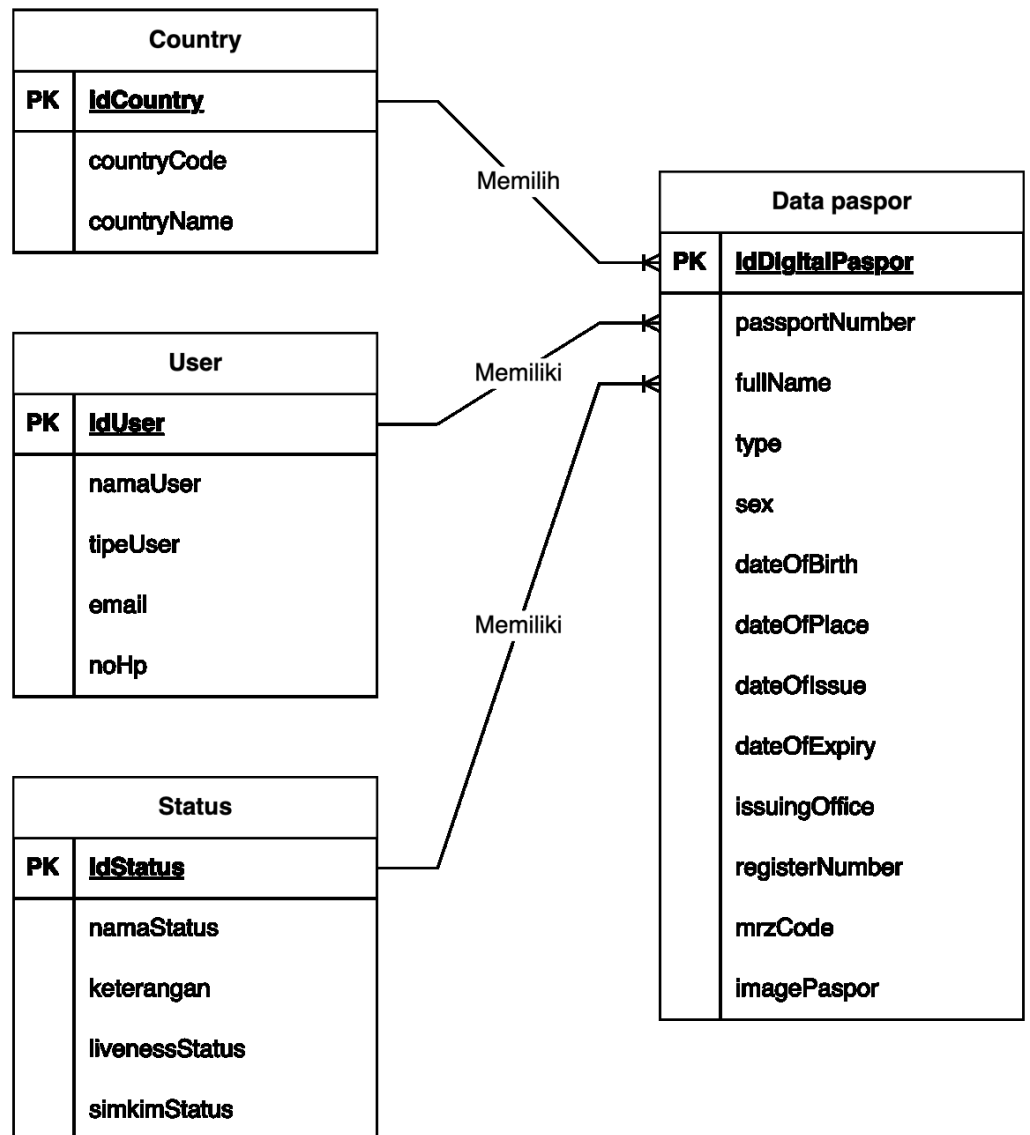 Country
PK idCountry
countryCode
countryName
Memilih
User
PK idUser
namaUser
tipeUser
email
noHp
Memiliki
Status
PK idStatus
namaStatus
keterangan
livenessStatus
simkimStatus
Memiliki
Data paspor
PK idDigitalPaspor
passportNumber
fullName
type
sex
dateOfBirth
dateOfPlace
dateOfIssue
dateOfExpiry
issuingOffice
registerNumber
mrzCode
imagePaspor